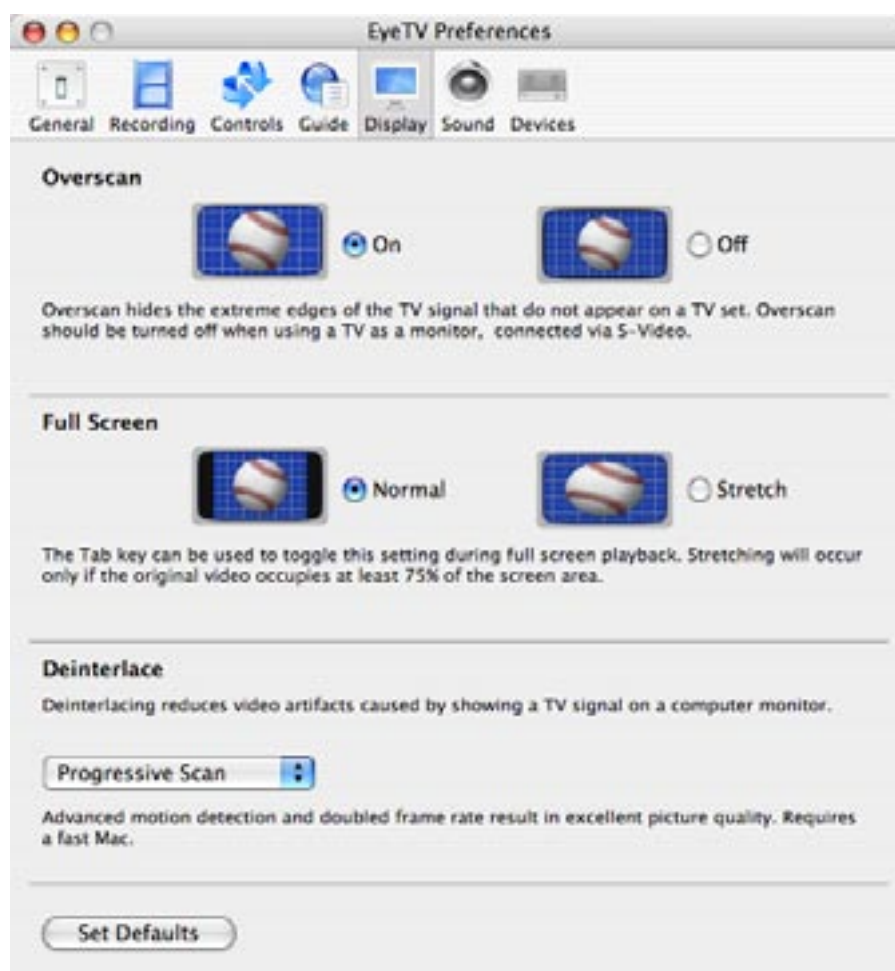 EyeTV Preferences
General Recording Controls Guide Display Sound Devices
Overscan
On Off
Overscan hides the extreme edges of the TV signal that do not appear on a TV set. Overscan
should be turned off when using a TV as a monitor, connected via S-Video.
Full Screen
Normal Stretch
The Tab key can be used to toggle this setting during full screen playback. Stretching will occur
only if the original video occupies at least 75% of the screen area.
Deinterlace
Deinterlacing reduces video artifacts caused by showing a TV signal on a computer monitor.
Progressive Scan
Advanced motion detection and doubled frame rate result in excellent picture quality. Requires
a fast Mac.
Set Defaults